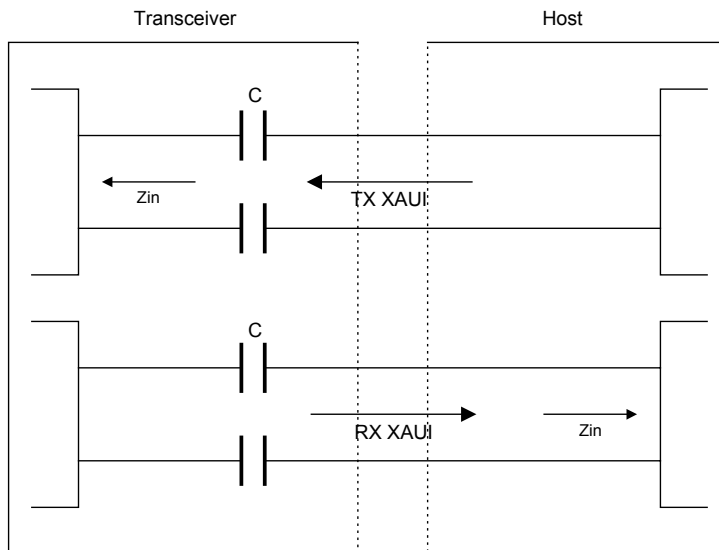 Transceiver
Host
C
Zin
TX XAUI
C
RX XAUI
Zin